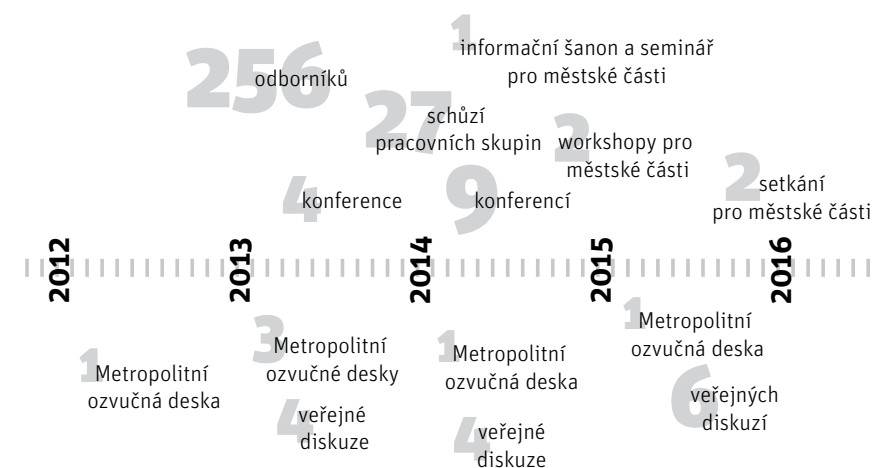 256 odborníků
1 informační šanon a seminář
pro městské části
27 schůzí
pracovních skupin
2 workshopy pro
městské části
4 konference
9 konferencí
2 setkání
pro městské části
2012 2013 2014 2015 2016
1 Metropolitní
ozvučná deska
3 Metropolitní
ozvučné desky
4 veřejné
diskuze
1 Metropolitní
ozvučná deska
4 veřejné
diskuze
1 Metropolitní
ozvučná deska
6 veřejných
diskuzí